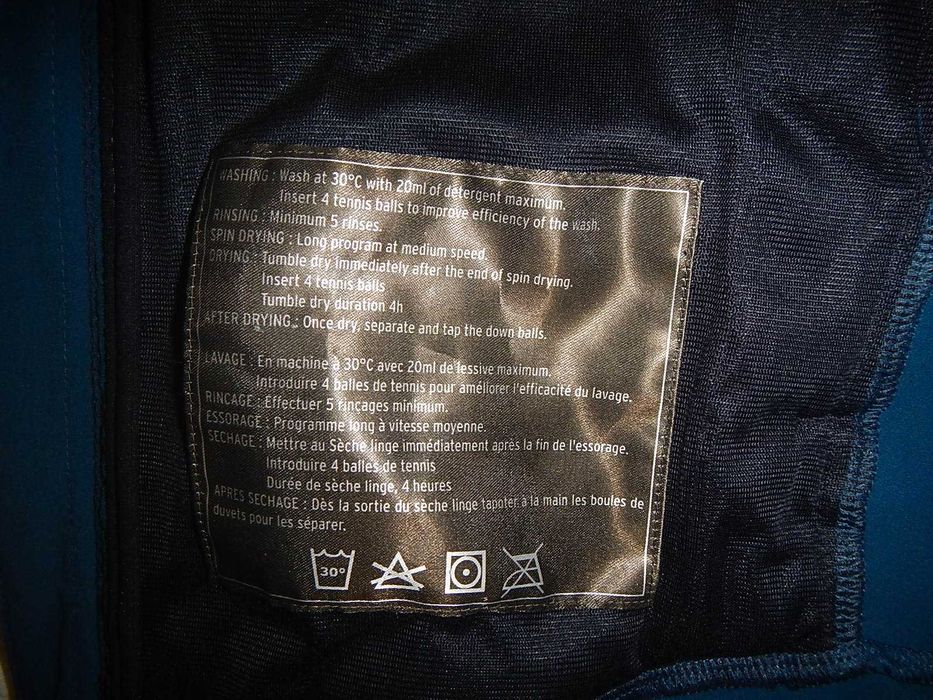 WASHING : Wash at 30°C with 20ml of detergent maximum.
Insert 4 tennis balls to improve efficiency of the wash.
RINSING : Minimum 5 rinses.
SPIN DRYING : Long program at medium speed.
DRYING : Tumble dry immediately after the end of spin drying.
Insert 4 tennis balls
Tumble dry duration 4h
AFTER DRYING : Once dry, separate and tap the down balls.
LAVAGE : En machine à 30°C avec 20ml de lessive maximum.
Introduire 4 balles de tennis pour améliorer l'efficacité du lavage.
RINCAGE : Effectuer 5 rincages minimum.
ESSORAGE : Programme long à vitesse moyenne.
SECHAGE : Mettre au Sèche linge immédiatement après la fin de l'essorage.
Introduire 4 balles de tennis
Durée de sèche linge, 4 heures
APRES SECHAGE : Dès la sortie du sèche linge tapoter à la main les boules de
duvets pour les séparer.
30°